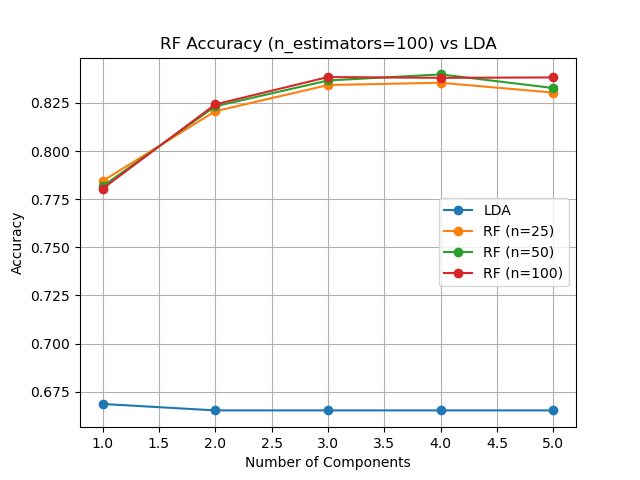 RF Accuracy (n_estimators=100) vs LDA
Accuracy
0.825
0.800
0.775
0.750
0.725
0.700
0.675
LDA
RF (n=25)
RF (n=50)
RF (n=100)
1.0 1.5 2.0 2.5 3.0 3.5 4.0 4.5 5.0
Number of Components